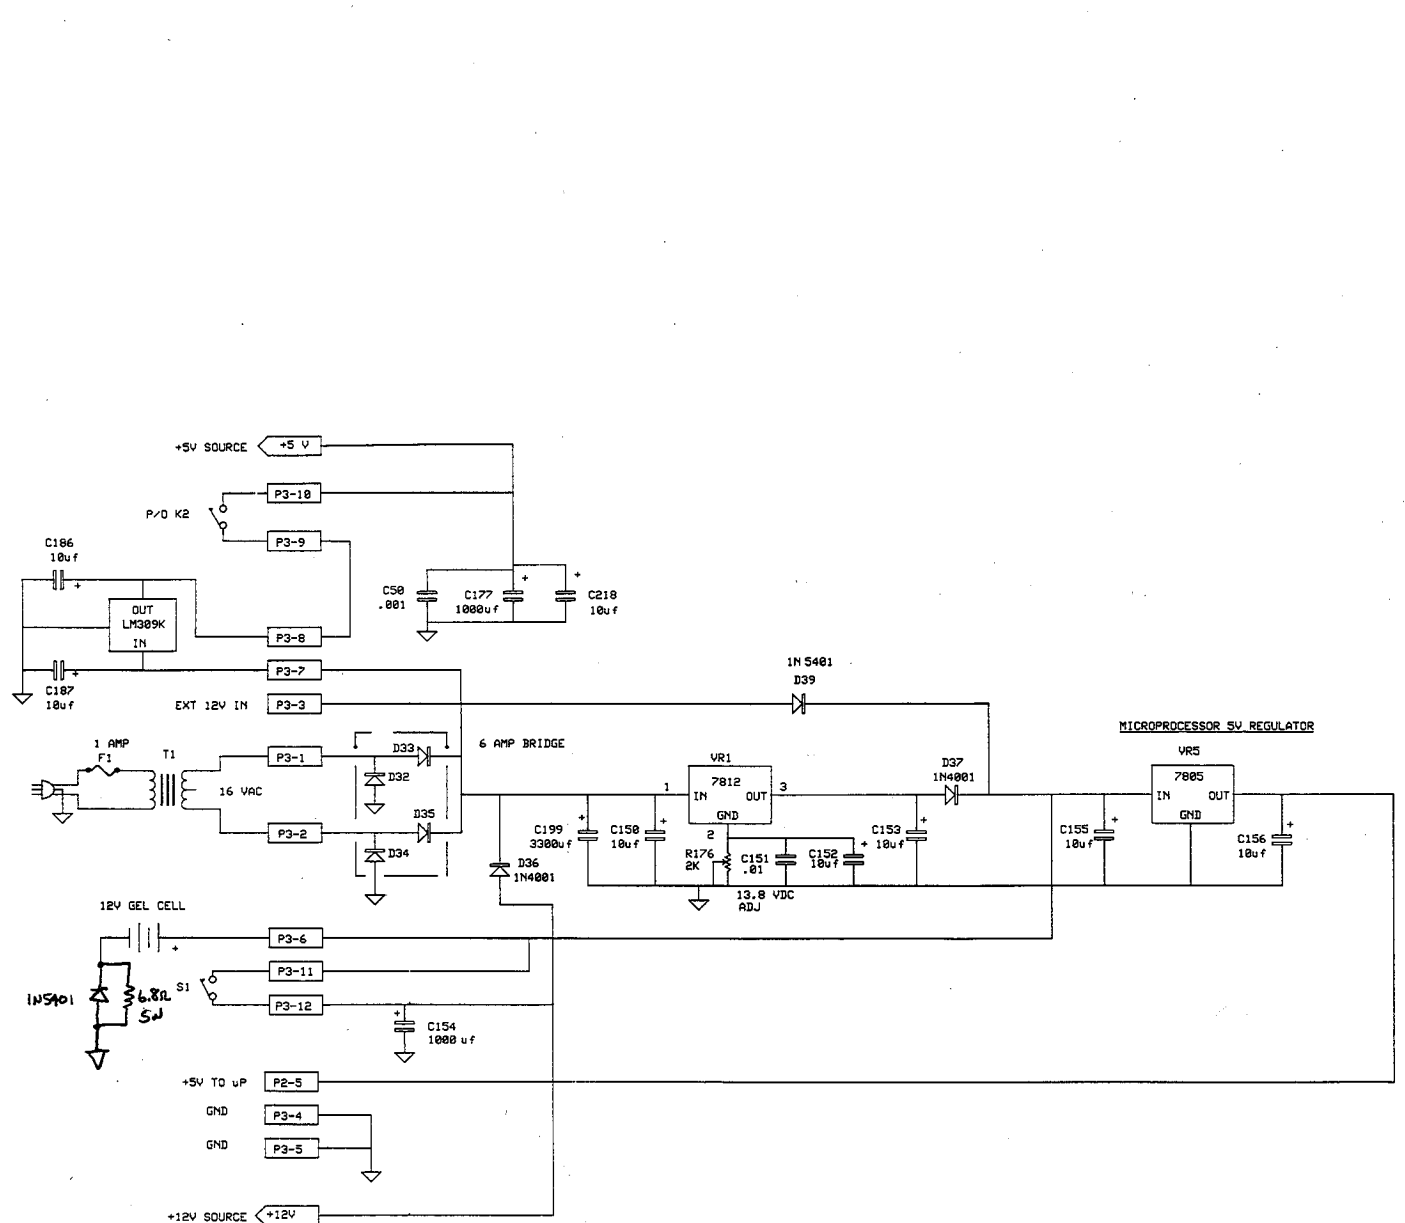 +5V SOURCE
+5 V
P/O K2
P3-10
P3-9
C186
10uf
+
OUT
LM309K
IN
P3-8
C50
.001
C177
1000uf
+
C218
10uf
+
P3-7
C187
10uf
+
EXT 12V IN
P3-3
1N 5401
D39
1 AMP
F1
T1
16 VAC
P3-1
P3-2
D33
D32
D35
D34
6 AMP BRIDGE
D36
1N4001
C199
3300uf
+
C150
10uf
+
VR1
7812
1
IN
OUT
3
GND
2
R176
2K
13.8 VDC
ADJ
C151
.01
C152
10uf
+
C153
10uf
+
D37
1N4001
MICROPROCESSOR 5V REGULATOR
VR5
7805
IN
OUT
GND
C155
10uf
+
C156
10uf
+
12V GEL CELL
+
P3-6
1N5401
6.8Ω
5W
S1
P3-11
P3-12
+
C154
1000 uf
+5V TO uP
P2-5
GND
P3-4
GND
P3-5
+12V SOURCE
+12V